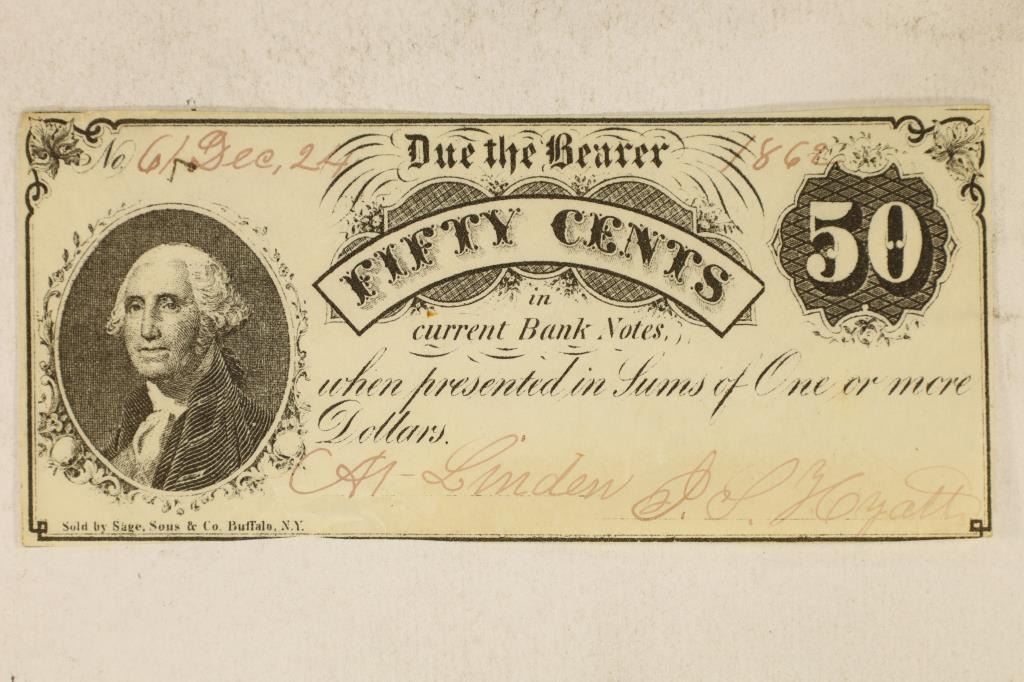 No 61 Dec, 24 Due the Bearer 1862
FIFTY CENTS
50
in
current Bank Notes,
when presented in Sums of One or more
Dollars.
At Linden J. S. Hyatt
Sold by Sage, Sons & Co. Buffalo, N.Y.